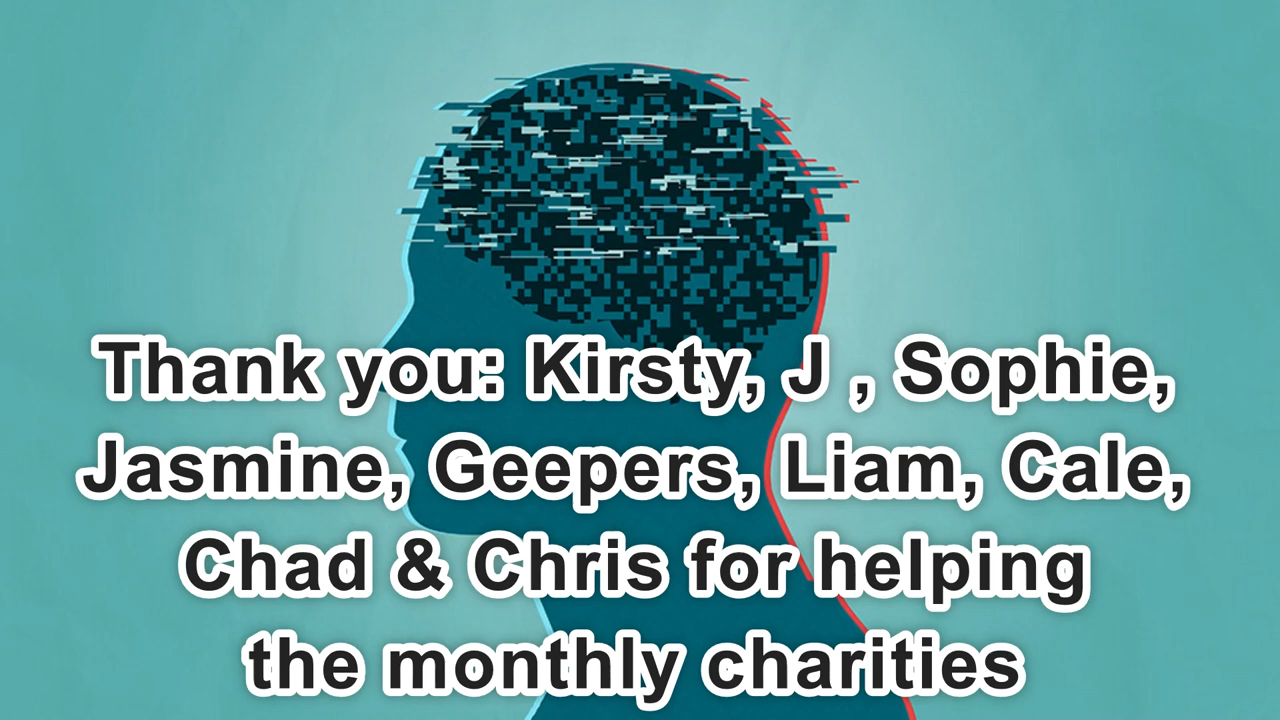 Thank you: Kirsty, J , Sophie,
Jasmine, Geepers, Liam, Cale,
Chad & Chris for helping
the monthly charities